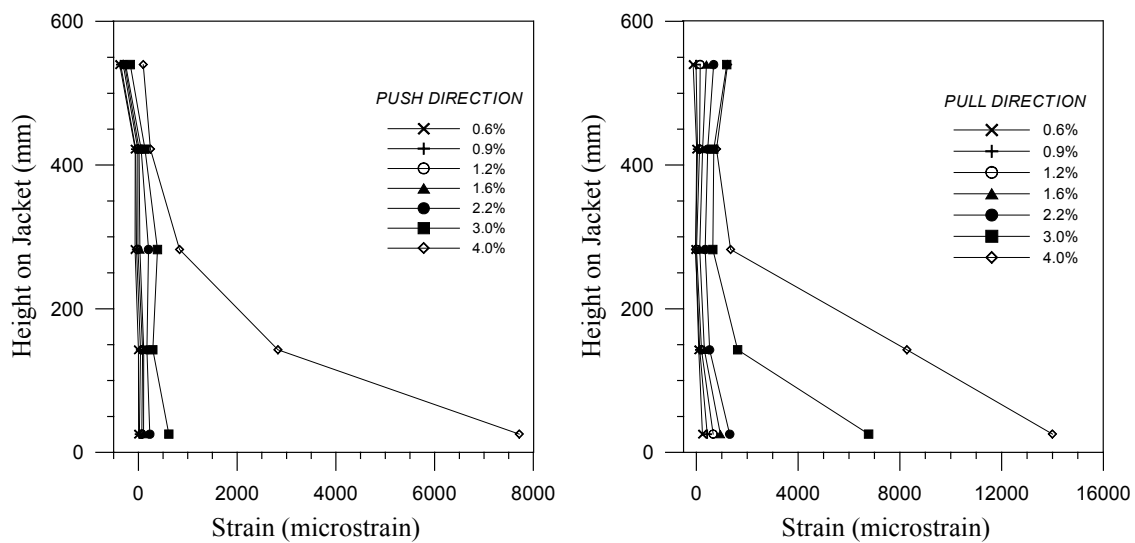 600
400
200
0
Height on Jacket (mm)
0 2000 4000 6000 8000
Strain (microstrain)
PUSH DIRECTION
0.6%
0.9%
1.2%
1.6%
2.2%
3.0%
4.0%
600
400
200
0
Height on Jacket (mm)
0 4000 8000 12000 16000
Strain (microstrain)
PULL DIRECTION
0.6%
0.9%
1.2%
1.6%
2.2%
3.0%
4.0%